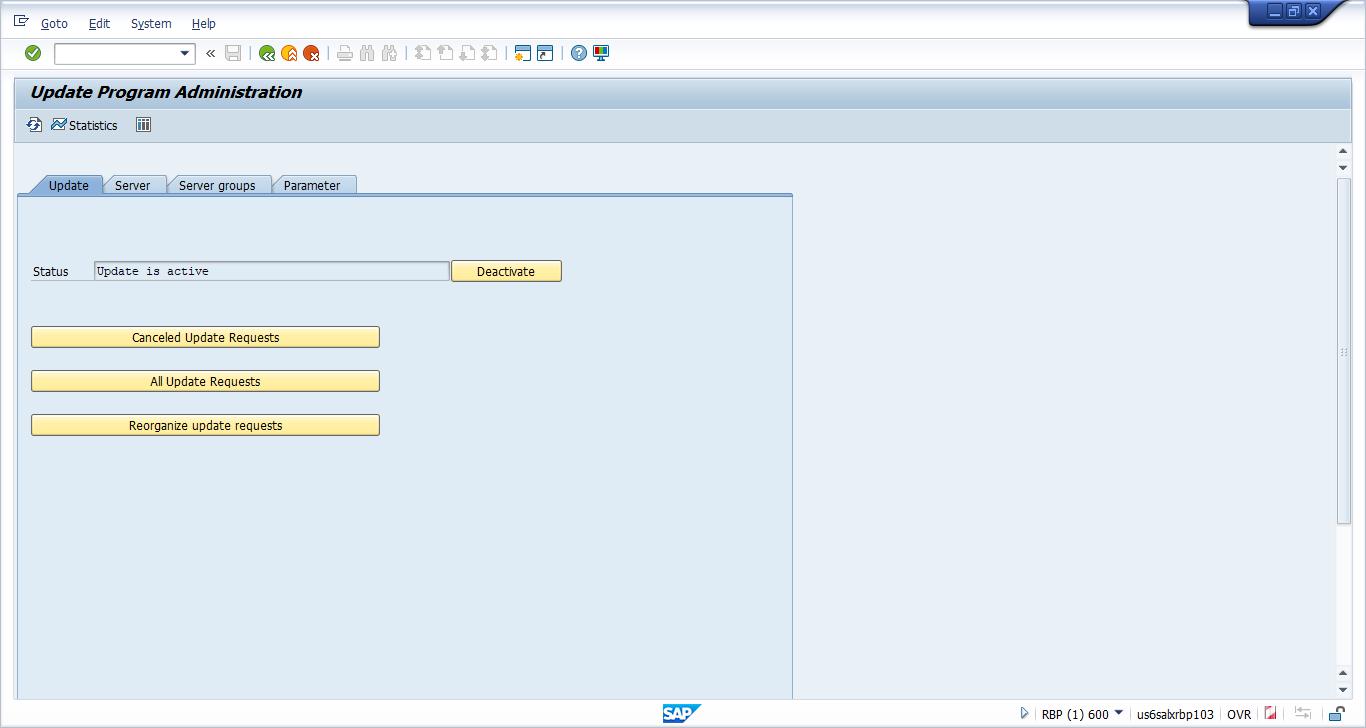 Goto Edit System Help
Update Program Administration
Statistics
Update Server Server groups Parameter
Status Update is active Deactivate
Canceled Update Requests
All Update Requests
Reorganize update requests
SAP RBP (1) 600 us6salxrbp103 OVR